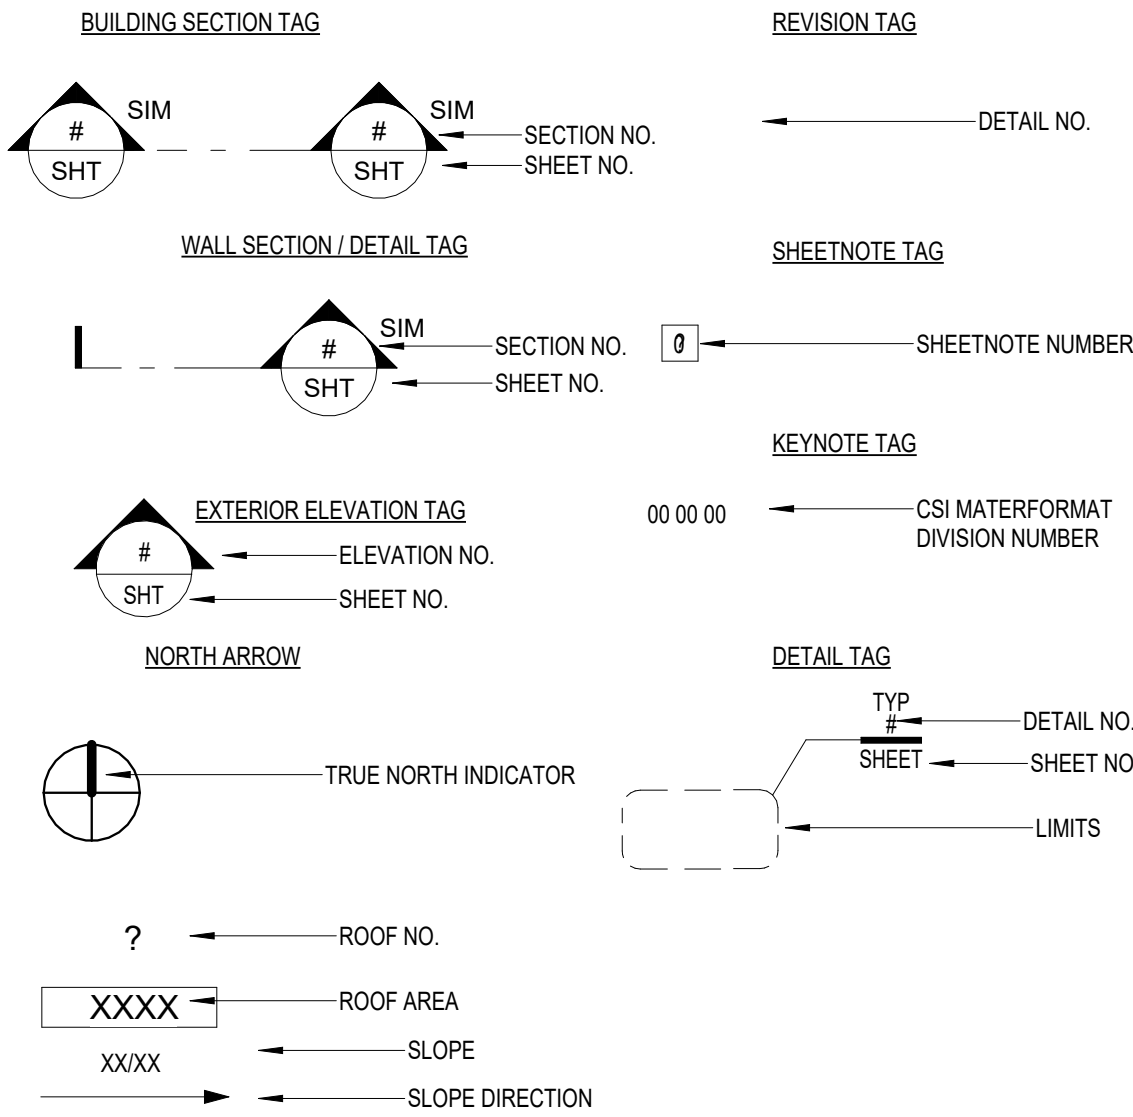 BUILDING SECTION TAG
SIM
#
SHT
SIM
#
SHT
SECTION NO.
SHEET NO.
WALL SECTION / DETAIL TAG
SIM
#
SHT
SECTION NO.
SHEET NO.
EXTERIOR ELEVATION TAG
#
SHT
ELEVATION NO.
SHEET NO.
NORTH ARROW
TRUE NORTH INDICATOR
?
ROOF NO.
XXXX
ROOF AREA
XX/XX
SLOPE
SLOPE DIRECTION
REVISION TAG
DETAIL NO.
SHEETNOTE TAG
SHEETNOTE NUMBER
KEYNOTE TAG
00 00 00
CSI MATERFORMAT
DIVISION NUMBER
DETAIL TAG
TYP
#
SHEET
DETAIL NO.
SHEET NO
LIMITS